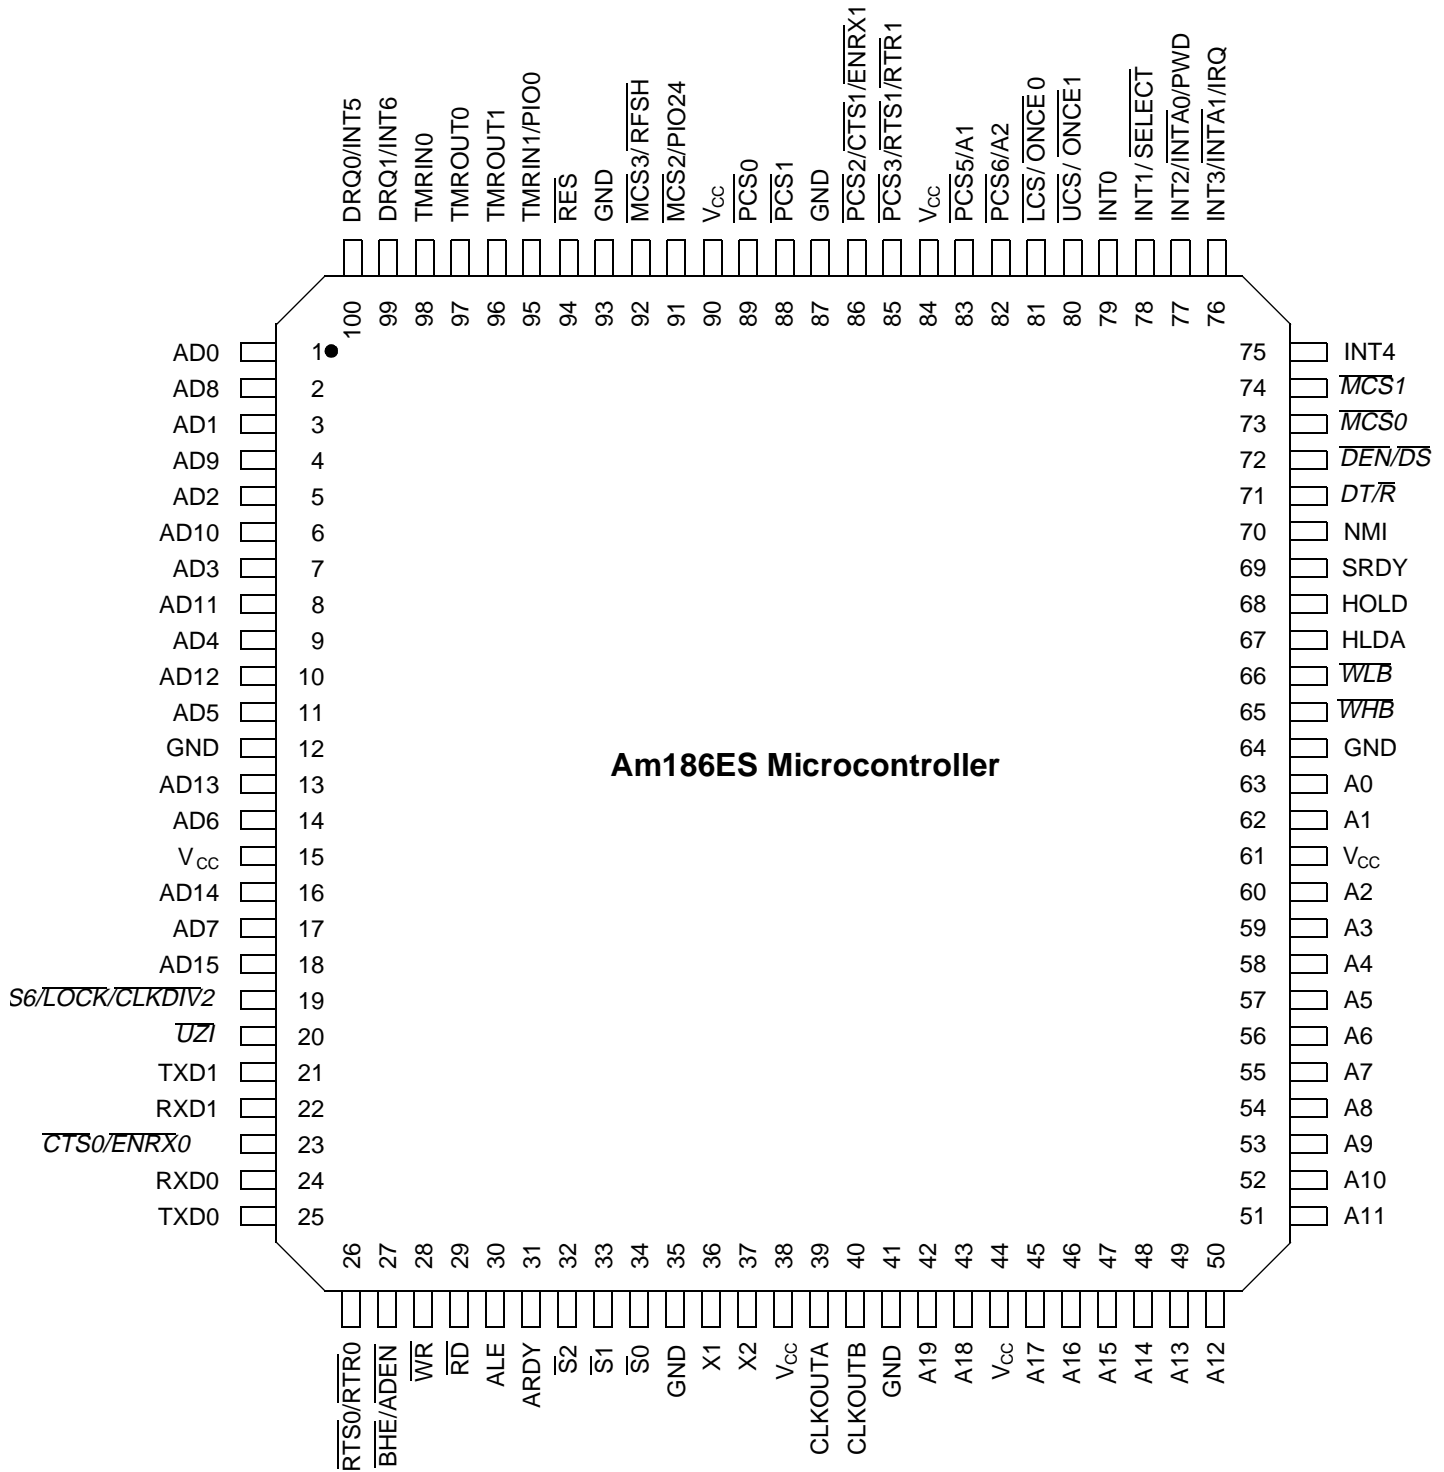 DRQ0/INT5
DRQ1/INT6
TMRIN0
TMROUT0
TMROUT1
TMRIN1/PIO0
RES
GND
MCS3/ RFSH
MCS2/PIO24
VCC
PCS0
PCS1
GND
PCS2/CTS1/ENRX1
PCS3/RTS1/RTR1
VCC
PCS5/A1
PCS6/A2
LCS/ ONCE 0
UCS/ ONCE1
INT0
INT1/ SELECT
INT2/INTA0/PWD
INT3/INTA1/IRQ
100
99
98
97
96
95
94
93
92
91
90
89
88
87
86
85
84
83
82
81
80
79
78
77
76
AD0 1
AD8 2
AD1 3
AD9 4
AD2 5
AD10 6
AD3 7
AD11 8
AD4 9
AD12 10
AD5 11
GND 12
AD13 13
AD6 14
VCC 15
AD14 16
AD7 17
AD15 18
S6/LOCK/CLKDIV2 19
UZI 20
TXD1 21
RXD1 22
CTS0/ENRX0 23
RXD0 24
TXD0 25
Am186ES Microcontroller
75 INT4
74 MCS1
73 MCS0
72 DEN/DS
71 DT/R
70 NMI
69 SRDY
68 HOLD
67 HLDA
66 WLB
65 WHB
64 GND
63 A0
62 A1
61 VCC
60 A2
59 A3
58 A4
57 A5
56 A6
55 A7
54 A8
53 A9
52 A10
51 A11
26
27
28
29
30
31
32
33
34
35
36
37
38
39
40
41
42
43
44
45
46
47
48
49
50
RTS0/RTR0
BHE/ADEN
WR
RD
ALE
ARDY
S2
S1
S0
GND
X1
X2
VCC
CLKOUTA
CLKOUTB
GND
A19
A18
VCC
A17
A16
A15
A14
A13
A12